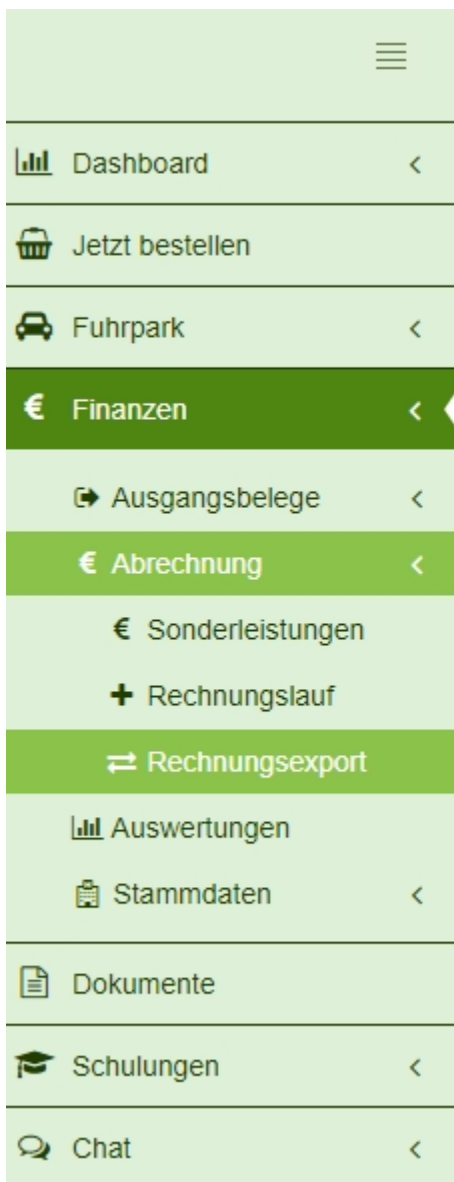 Dashboard
Jetzt bestellen
Fuhrpark
€ Finanzen
Ausgangsbelege
€ Abrechnung
€ Sonderleistungen
Rechnungslauf
Rechnungsexport
Auswertungen
Stammdaten
Dokumente
Schulungen
Chat